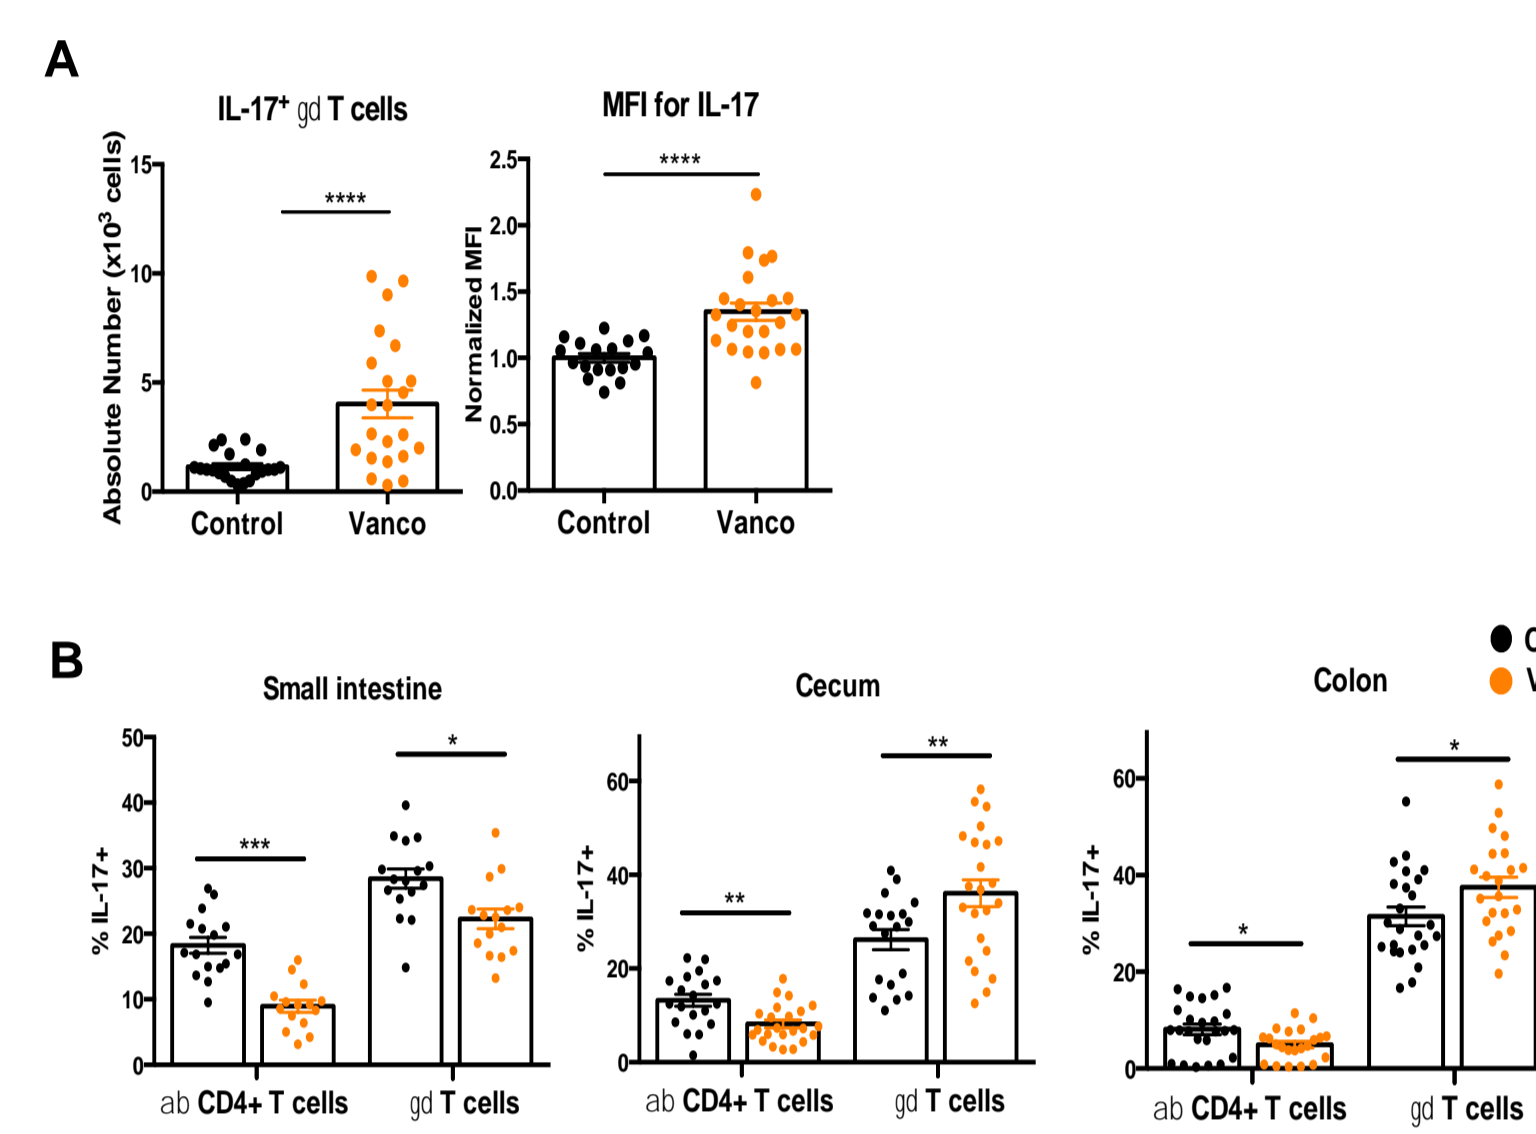 A
IL-17+ gd T cells
MFI for IL-17
Absolute Number (x10³ cells)
15
10
5
0
****
Control
Vanco
Normalized MFI
2.5
2.0
1.5
1.0
0.5
0.0
****
Control
Vanco
B
C
V
Small intestine
Cecum
Colon
% IL-17+
50
40
30
20
10
0
***
*
ab CD4+ T cells
gd T cells
% IL-17+
60
40
20
0
**
**
ab CD4+ T cells
gd T cells
% IL-17+
60
40
20
0
*
*
ab CD4+ T cells
gd T cells